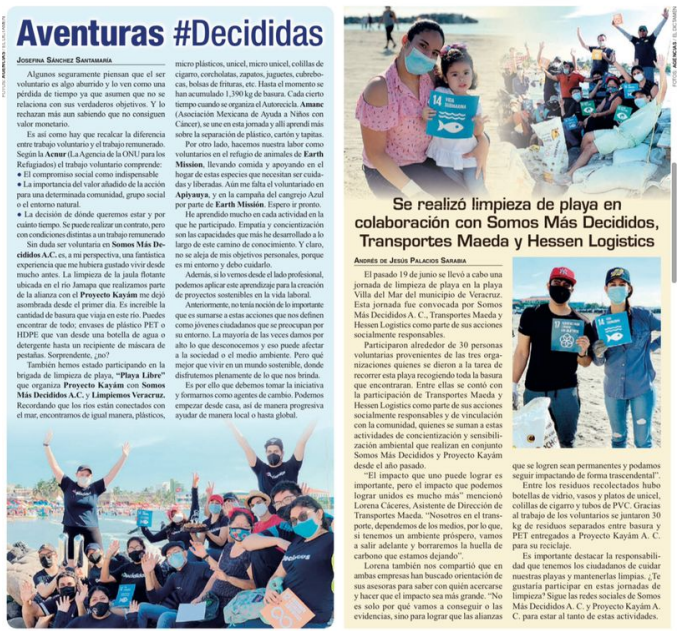 Aventuras #Decididas
JOSEFINA SÁNCHEZ SANTAMARÍA
Algunos seguramente piensan que el ser
voluntario es algo aburrido y lo ven como una
pérdida de tiempo ya que asumen que no se
relaciona con sus verdaderos objetivos. Y lo
rechazan más aun sabiendo que no consiguen
valor monetario.
Es así como hay que recalcar la diferencia
entre trabajo voluntario y el trabajo remunerado.
Según la Acnur (La Agencia de la ONU para los
Refugiados) el trabajo voluntario comprende:
● El compromiso social como indispensable
● La importancia del valor añadido de la acción
para una determinada comunidad, grupo social
o el entorno natural.
● La decisión de dónde queremos estar y por
cuánto tiempo. Se puede realizar un contrato, pero
con condiciones distintas a un trabajo remunerado
Sin duda ser voluntaria en Somos Más De-
cididos A.C. es, a mi perspectiva, una fantástica
experiencia que me hubiera gustado vivir desde
mucho antes. La limpieza de la jaula flotante
ubicada en el río Jamapa que realizamos parte
de la alianza con el Proyecto Kayám me dejó
asombrada desde el primer día. Es increíble la
cantidad de basura que viaja en este río. Puedes
encontrar de todo; envases de plástico PET o
HDPE que van desde una botella de agua o
detergente hasta un recipiente de máscara de
pestañas. Sorprendente, ¿no?
También hemos estado participando en la
brigada de limpieza de playa, “Playa Libre”
que organiza Proyecto Kayám con Somos
Más Decididos A.C. y Limpiemos Veracruz.
Recordando que los ríos están conectados con
el mar, encontramos de igual manera, plásticos,
micro plásticos, unicel, micro unicel, colillas de
cigarro, corcholatas, zapatos, juguetes, cubrebo-
cas, bolsas de frituras, etc. Hasta el momento se
han acumulado 1,390 kg de basura. Cada cierto
tiempo cuando se organiza el Autorecicla. Amanc
(Asociación Mexicana de Ayuda a Niños con
Cáncer), se une en esta jornada y allí aprendí más
sobre la separación de plástico, cartón y tapitas.
Por otro lado, hacemos nuestra labor como
voluntarios en el refugio de animales de Earth
Mission, llevando comida y apoyando en el
hogar de estas especies que necesitan ser cuida-
das y liberadas. Aún me falta el voluntariado en
Apiyauya, y en la campaña del cangrejo Azul
por parte de Earth Missión. Espero ir pronto.
He aprendido mucho en cada actividad en la
que he participado. Empatía y concientización
son las capacidades que más he desarrollado a lo
largo de este camino de conocimiento. Y claro,
no se aleja de mis objetivos personales, porque
es mi entorno y debo cuidarlo.
Además, si lo vemos desde el lado profesional,
podemos aplicar este aprendizaje para la creación
de proyectos sostenibles en la vida laboral.
Anteriormente, no tenía noción de lo importante
que es sumarse a estas acciones que nos definen
como jóvenes ciudadanos que se preocupan por
su entorno. La mayoría de las veces damos por
alto lo que desconocemos y eso puede afectar
a la sociedad o el medio ambiente. Pero qué
mejor que vivir en un mundo sostenible, donde
disfrutemos plenamente de lo que nos brinda.
Es por ello que debemos tomar la iniciativa
y formarnos como agentes de cambio. Podemos
empezar desde casa, así de manera progresiva
ayudar de manera local o hasta global.
FOTOS: AGENCIAS / EL DICTAMEN
14 VIDA
SUBMARINA
Se realizó limpieza de playa en
colaboración con Somos Más Decididos,
Transportes Maeda y Hessen Logistics
ANDRÉS DE JESÚS PALACIOS SARABIA
El pasado 19 de junio se llevó a cabo una
jornada de limpieza de playa en la playa
Villa del Mar del municipio de Veracruz.
Esta jornada fue convocada por Somos
Más Decididos A. C., Transportes Maeda y
Hessen Logistics como parte de sus acciones
socialmente responsables.
Participaron alrededor de 30 personas
voluntarias provenientes de las tres orga-
nizaciones quienes se dieron a la tarea de
recorrer esta playa recogiendo toda la basura
que encontraran. Entre ellas se contó con
la participación de Transportes Maeda y
Hessen Logistics como parte de sus acciones
socialmente responsables y de vinculación
con la comunidad, quienes se suman a estas
actividades de concientización y sensibili-
zación ambiental que realizan en conjunto
Somos Más Decididos y Proyecto Kayám
desde el año pasado.
“El impacto que uno puede lograr es
importante, pero el impacto que podemos
lograr unidos es mucho más” mencionó
Lorena Cáceres, Asistente de Dirección de
Transportes Maeda. “Nosotros en el trans-
porte, dependemos de los medios, por lo que,
si tenemos un ambiente próspero, vamos
a salir adelante y borraremos la huella de
carbono que estamos dejando”.
Lorena también nos compartió que en
ambas empresas han buscado orientación de
sus asesoras para saber con quién acercarse
y hacer que el impacto sea más grande. “No
es solo por qué vamos a conseguir o las
evidencias, sino para lograr que las alianzas
que se logren sean permanentes y podamos
seguir impactando de forma trascendental”.
Entre los residuos recolectados hubo
botellas de vidrio, vasos y platos de unicel,
colillas de cigarro y tubos de PVC. Gracias
al trabajo de los voluntarios se juntaron 30
kg de residuos separados entre basura y
PET entregados a Proyecto Kayám A. C.
para su reciclaje.
Es importante destacar la responsabili-
dad que tenemos los ciudadanos de cuidar
nuestras playas y mantenerlas limpias. ¿Te
gustaría participar en estas jornadas de
limpieza? Sigue las redes sociales de Somos
Más Decididos A. C. y Proyecto Kayám A.
C. para estar al tanto de estas actividades.